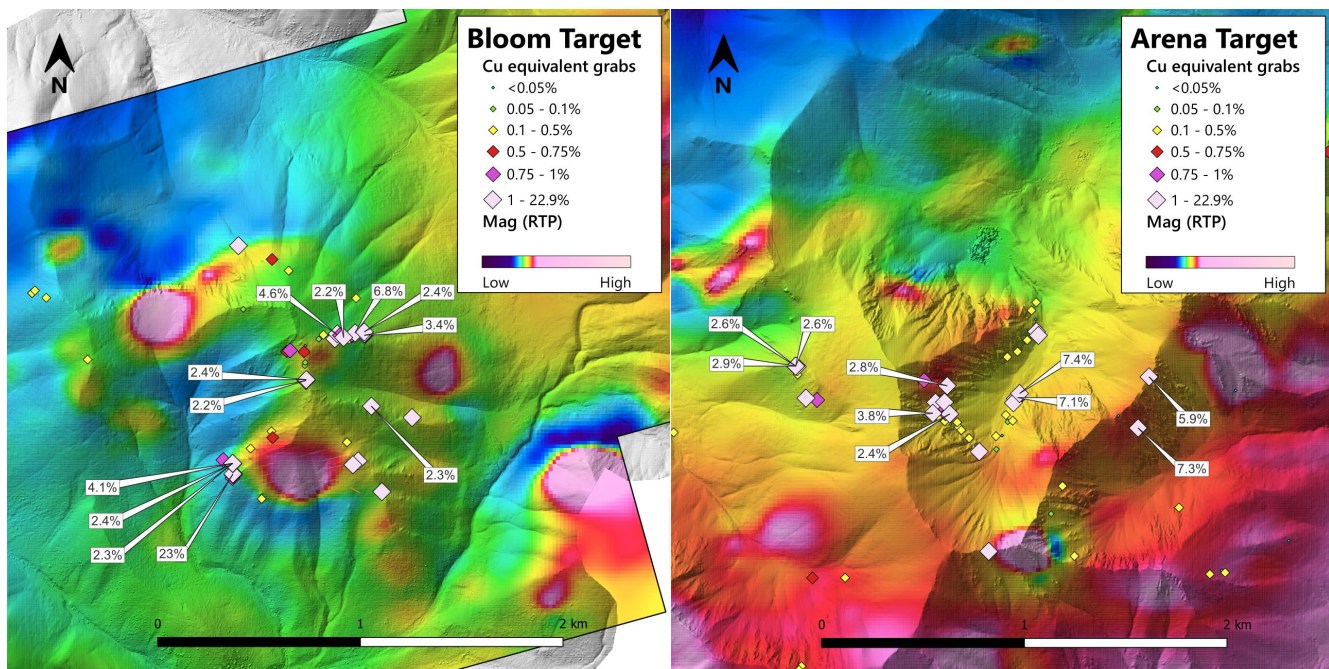 Bloom Target
Cu equivalent grabs
<0.05%
0.05 - 0.1%
0.1 - 0.5%
0.5 - 0.75%
0.75 - 1%
1 - 22.9%
Mag (RTP)
Low High
N
4.6%
2.2%
6.8%
2.4%
3.4%
2.4%
2.2%
2.3%
4.1%
2.4%
2.3%
23%
0 1 2 km
Arena Target
Cu equivalent grabs
<0.05%
0.05 - 0.1%
0.1 - 0.5%
0.5 - 0.75%
0.75 - 1%
1 - 22.9%
Mag (RTP)
Low High
N
2.6%
2.6%
2.9%
2.8%
7.4%
3.8%
7.1%
5.9%
2.4%
7.3%
0 1 2 km